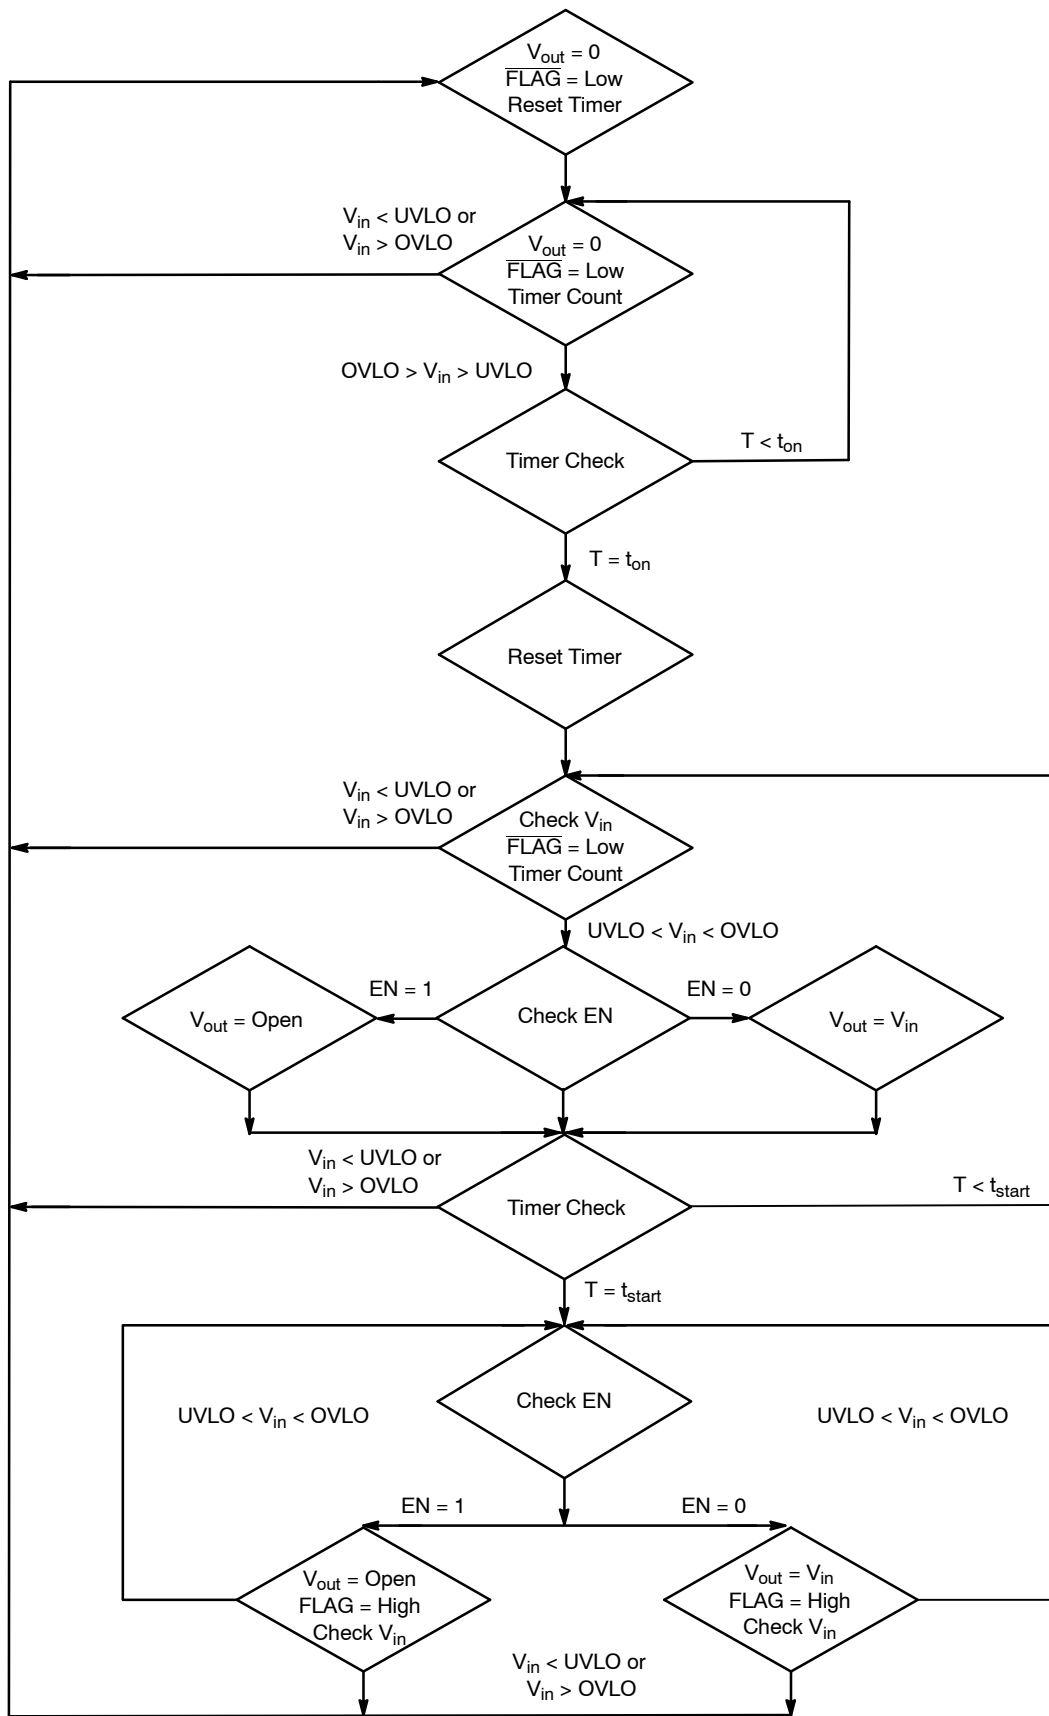 Vout = 0
FLAG = Low
Reset Timer
Vin < UVLO or
Vin > OVLO
Vout = 0
FLAG = Low
Timer Count
OVLO > Vin > UVLO
Timer Check
T < ton
T = ton
Reset Timer
Vin < UVLO or
Vin > OVLO
Check Vin
FLAG = Low
Timer Count
UVLO < Vin < OVLO
EN = 1
EN = 0
Vout = Open
Check EN
Vout = Vin
Vin < UVLO or
Vin > OVLO
Timer Check
T < tstart
T = tstart
Check EN
UVLO < Vin < OVLO
UVLO < Vin < OVLO
EN = 1
EN = 0
Vout = Open
FLAG = High
Check Vin
Vout = Vin
FLAG = High
Check Vin
Vin < UVLO or
Vin > OVLO